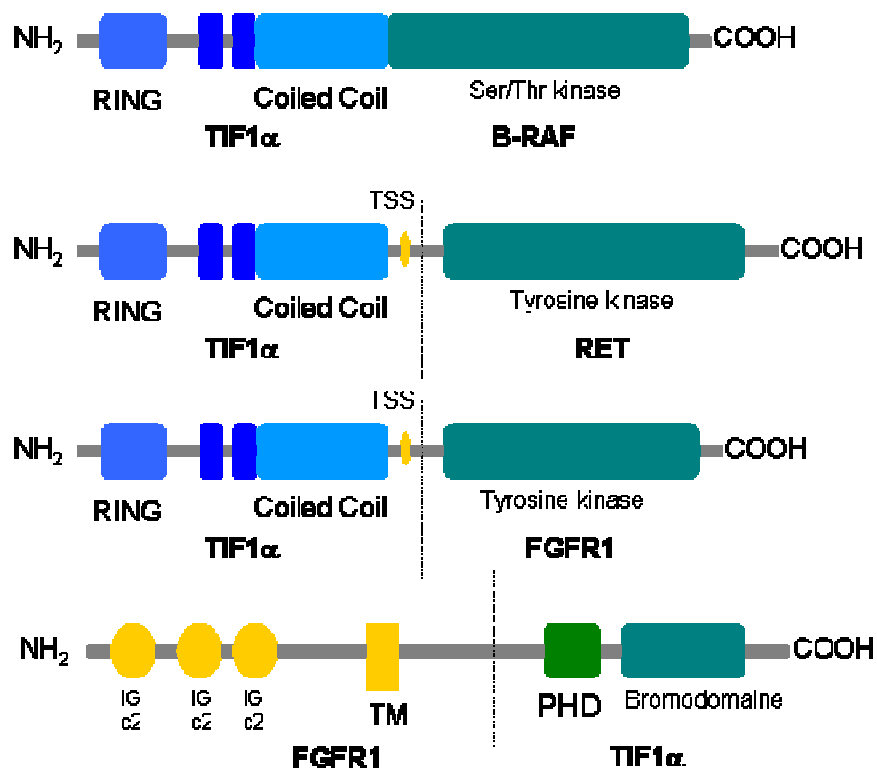 NH2 COOH
RING Coiled Coil Ser/Thr kinase
TIF1α B-RAF
TSS
NH2 COOH
RING Coiled Coil Tyrosine kinase
TIF1α RET
TSS
NH2 COOH
RING Coiled Coil Tyrosine kinase
TIF1α FGFR1
NH2 COOH
IG IG IG
c2 c2 c2
TM PHD Bromodomaine
FGFR1 TIF1α